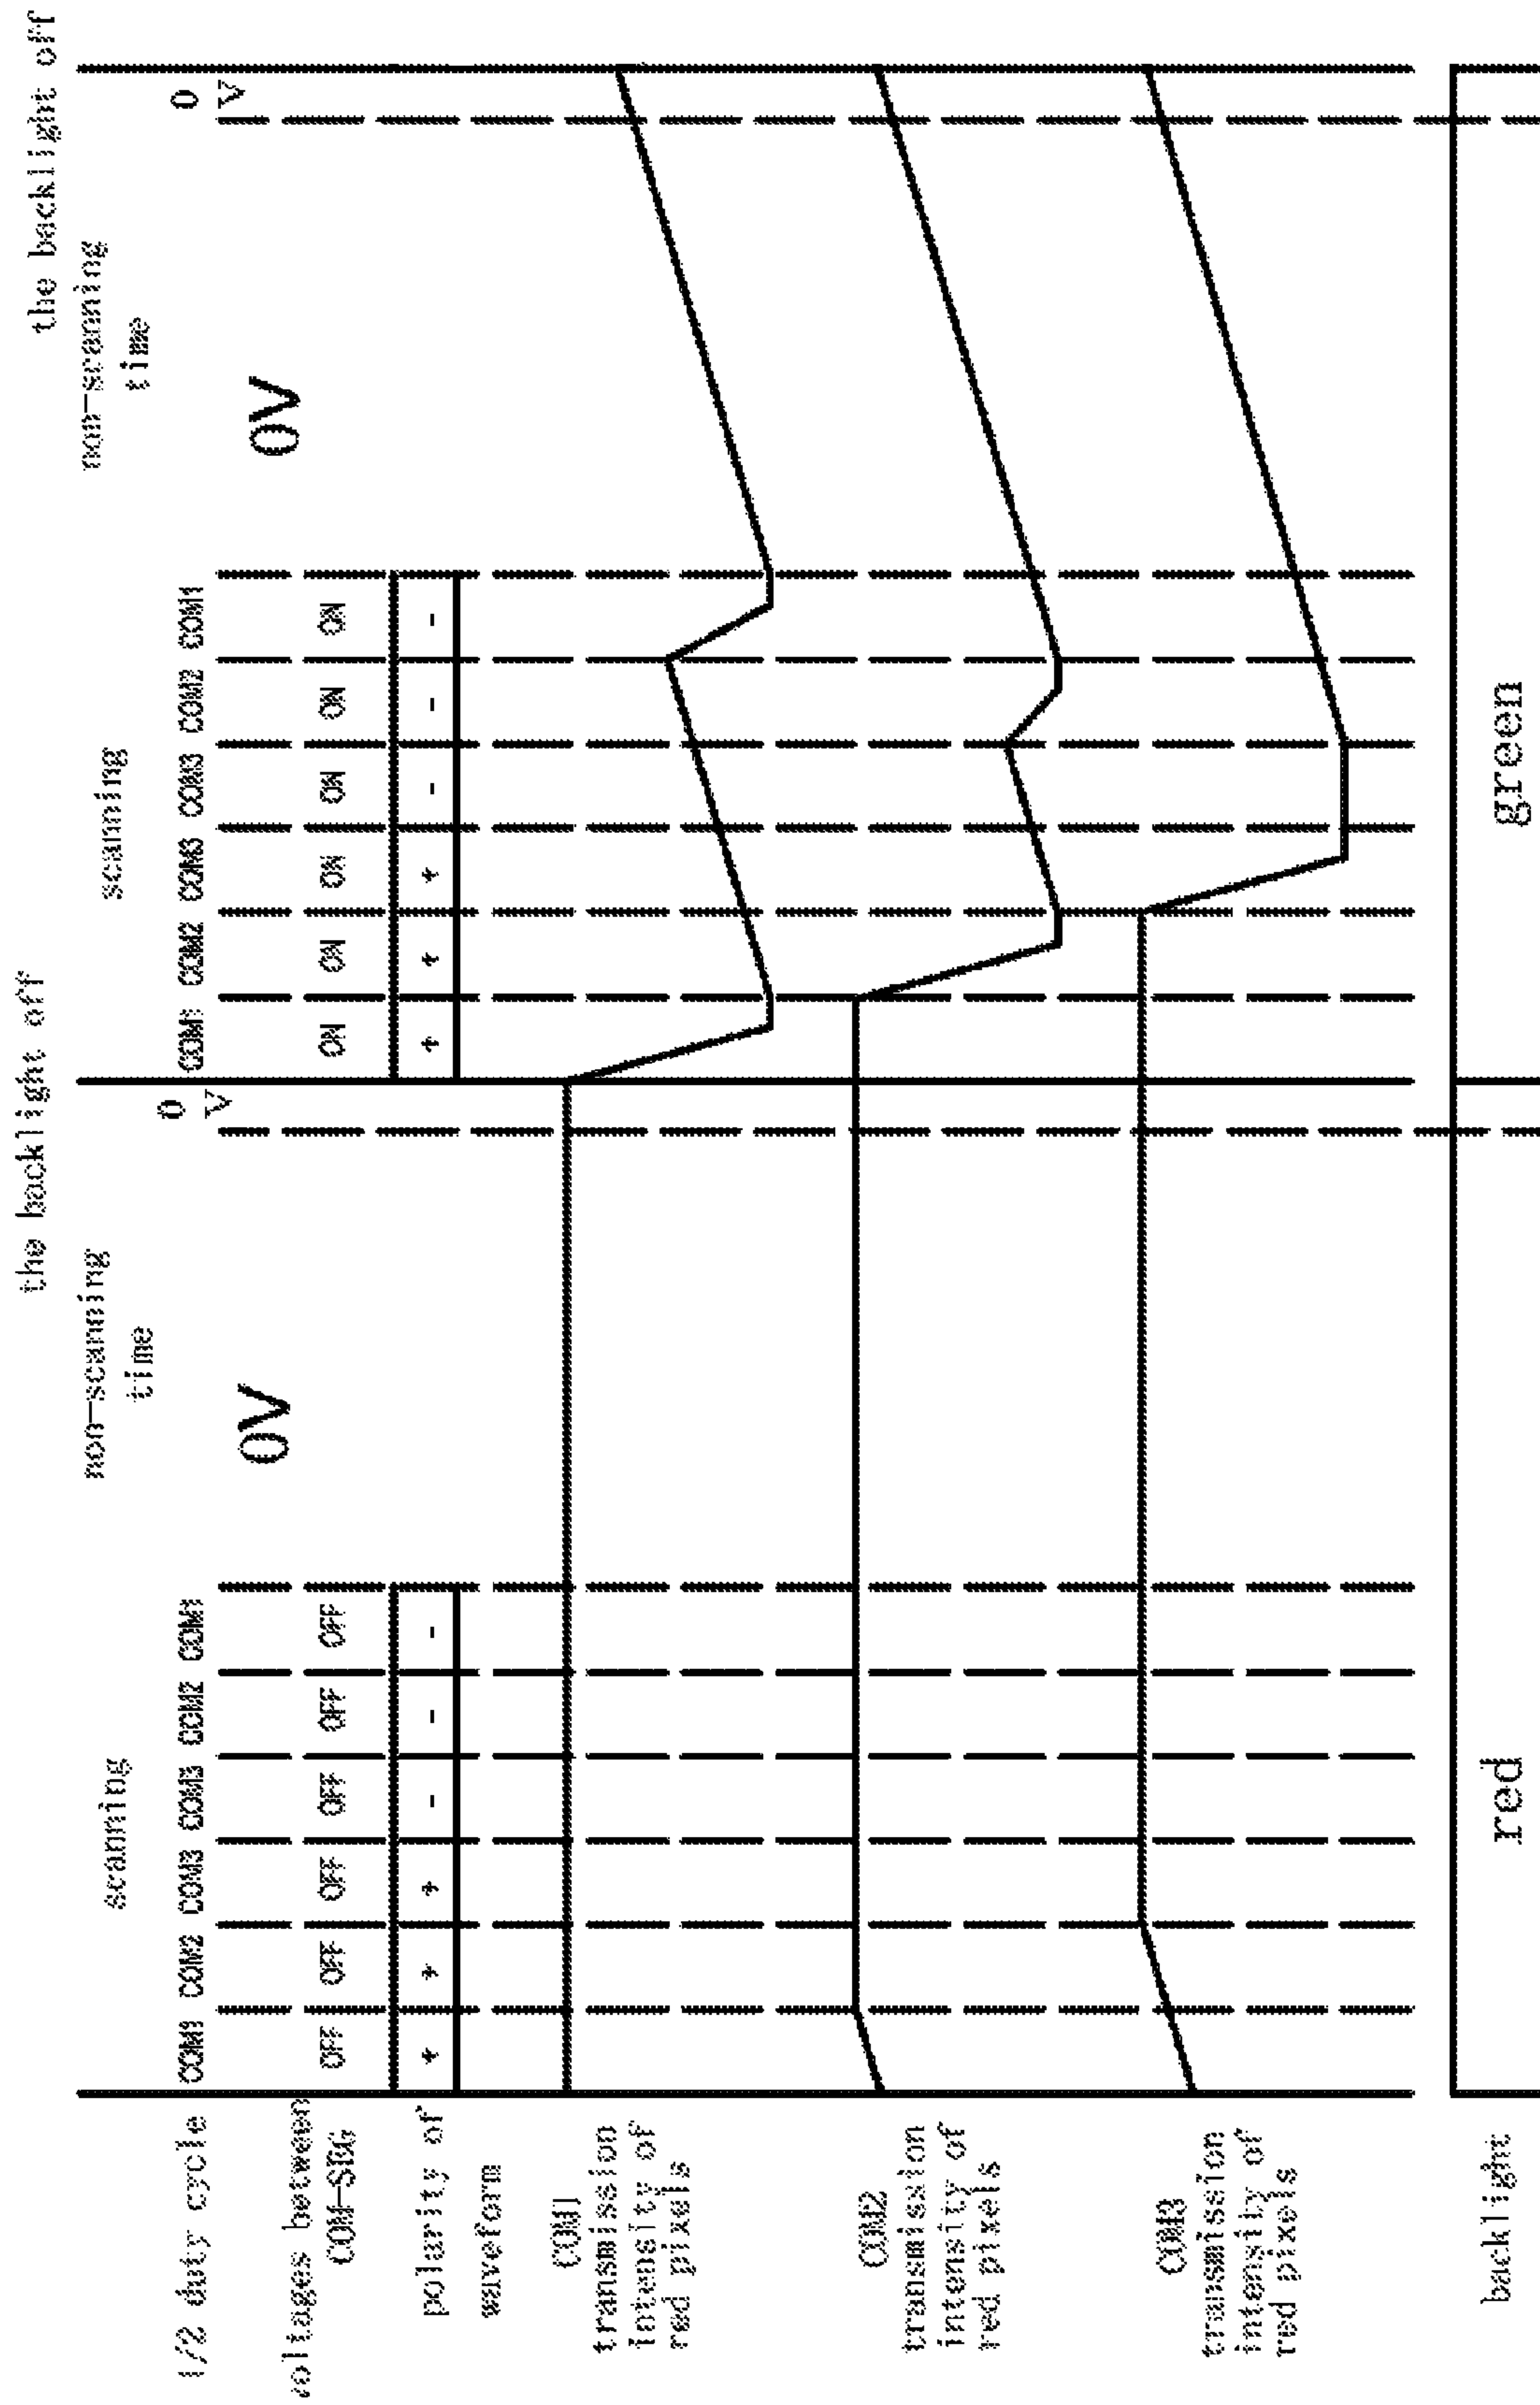 the backlight off
the backlight off
scanning
non-scanning
time
scanning
non-scanning
time
1/2 duty cycle
COM1 COM2 COM3 COM3 COM2 COM1
0V
0
V
COM1 COM2 COM3 COM3 COM2 COM1
0V
0
V
voltages between
COM-SEG
OFF OFF OFF OFF OFF OFF
ON ON ON ON ON ON
polarity of
waveform
+ + + - - -
+ + + - - -
COM1
transmission
intensity of
red pixels
COM2
transmission
intensity of
red pixels
COM3
transmission
intensity of
red pixels
backlight
red
green